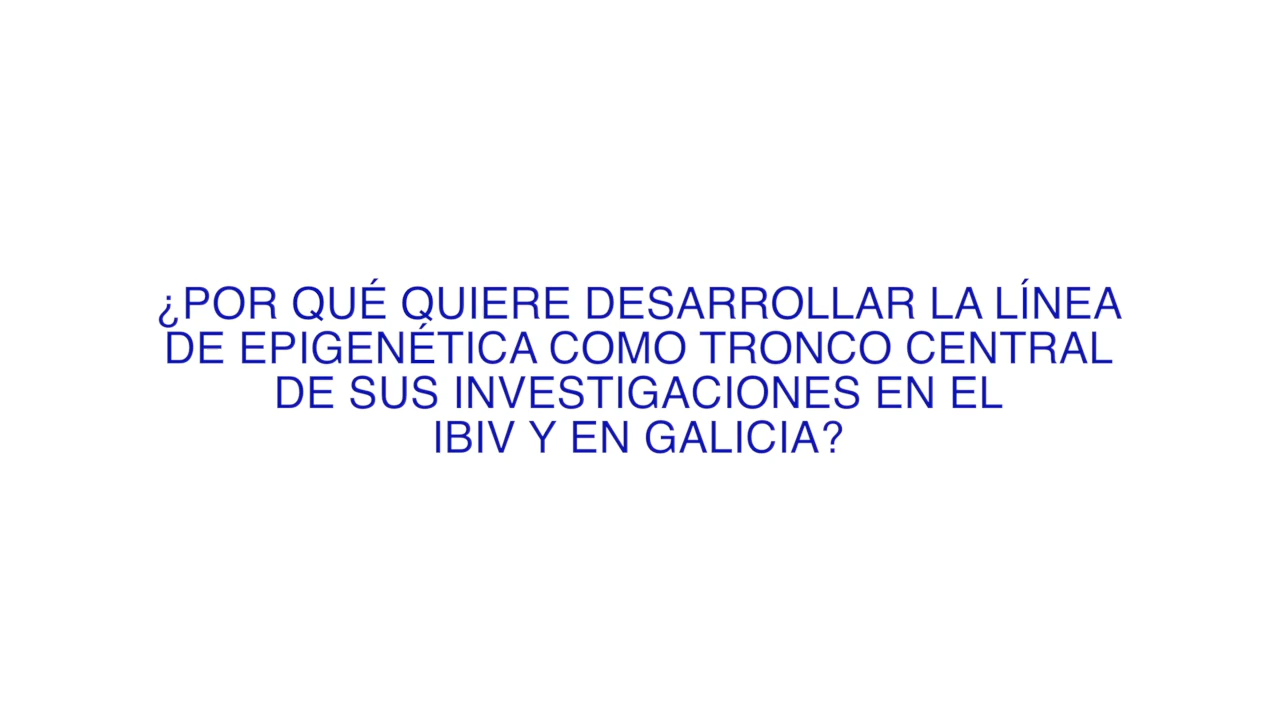 ¿POR QUÉ QUIERE DESARROLLAR LA LÍNEA
DE EPIGENÉTICA COMO TRONCO CENTRAL
DE SUS INVESTIGACIONES EN EL
IBIV Y EN GALICIA?